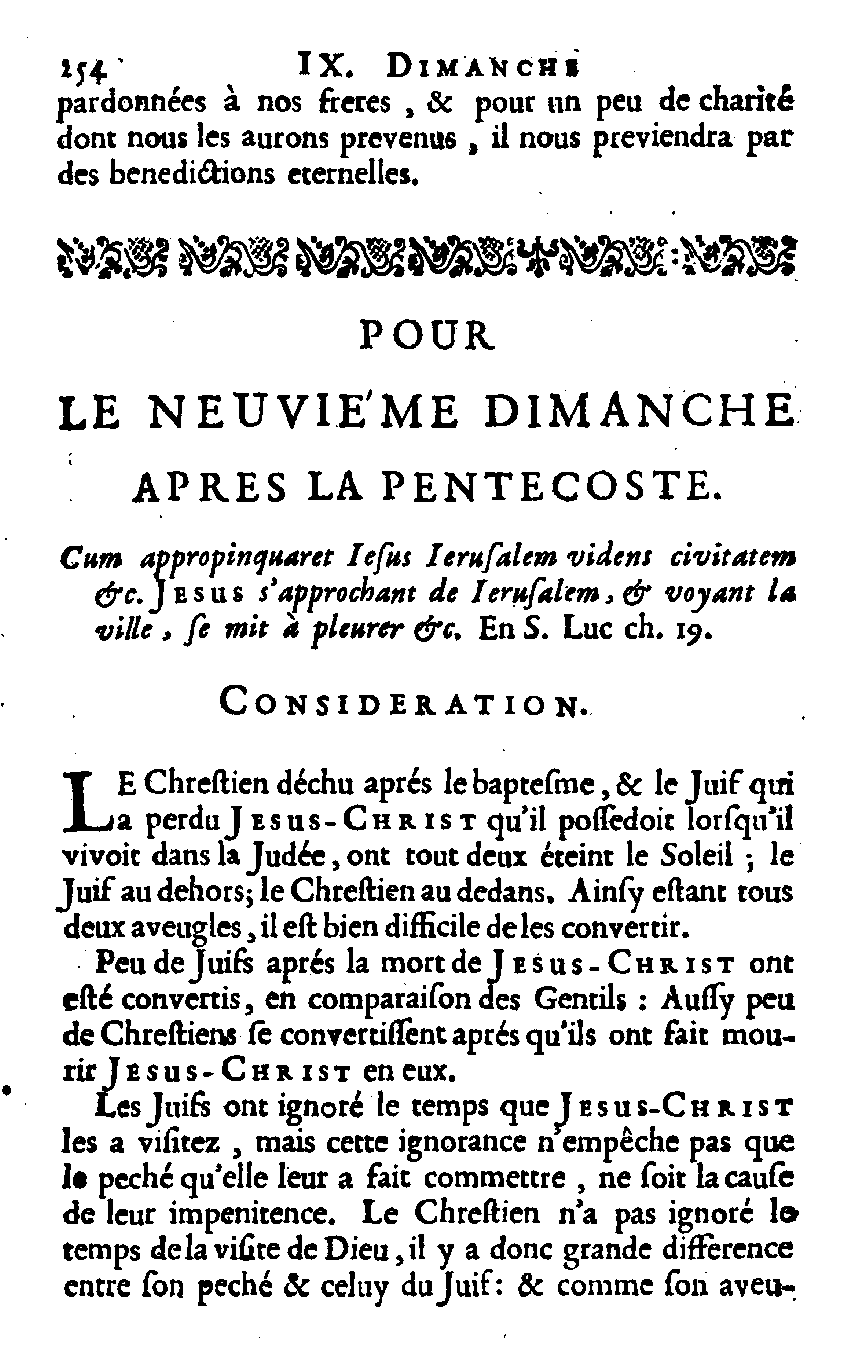 254 IX. DIMANCHE
pardonnées à nos freres , & pour un peu de charité
dont nous les aurons prevenus , il nous previendra par
des benedictions eternelles.
POUR
LE NEUVIE'ME DIMANCHE
APRES LA PENTECOSTE.
Cum appropinquaret Ieſus Ieruſalem videns civitatem
&c. JESUS s'approchant de Ieruſalem, & voyant la
ville , ſe mit à pleurer &c. En S. Luc ch. 19.
CONSIDERATION.
LE Chreſtien déchu aprés le bapteſme , & le Juif qui
a perdu JESUS-CHRIST qu'il poſſedoit lorſqu'il
vivoit dans la Judée , ont tout deux éteint le Soleil ; le
Juif au dehors; le Chreſtien au dedans. Ainſy eſtant tous
deux aveugles , il eſt bien difficile de les convertir.
Peu de Juifs aprés la mort de JESUS-CHRIST ont
eſté convertis, en comparaiſon des Gentils : Auſſy peu
de Chreſtiens ſe convertiſſent aprés qu'ils ont fait mou-
rir JESUS-CHRIST en eux.
Les Juifs ont ignoré le temps que JESUS-CHRIST
les a viſitez , mais cette ignorance n'empêche pas que
le peché qu'elle leur a fait commettre , ne ſoit la cauſe
de leur impenitence. Le Chreſtien n'a pas ignoré le
temps de la viſite de Dieu , il y a donc grande difference
entre ſon peché & celuy du Juif: & comme ſon aveu-